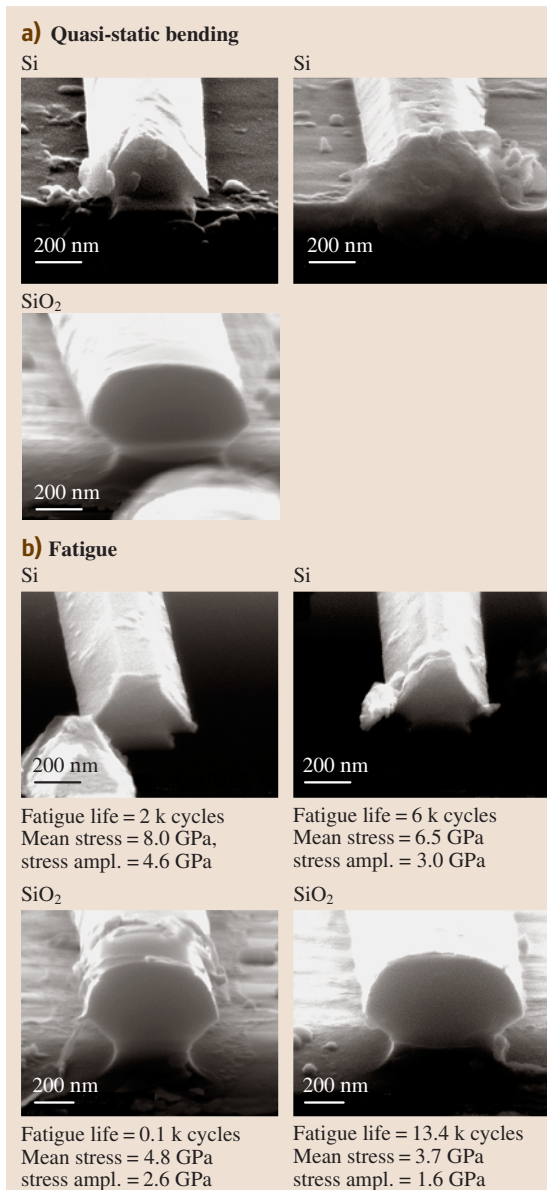 a) Quasi-static bending
Si
Si
200 nm
200 nm
SiO₂
200 nm
b) Fatigue
Si
Si
200 nm
200 nm
Fatigue life = 2 k cycles
Mean stress = 8.0 GPa,
stress ampl. = 4.6 GPa
Fatigue life = 6 k cycles
Mean stress = 6.5 GPa
stress ampl. = 3.0 GPa
SiO₂
SiO₂
200 nm
200 nm
Fatigue life = 0.1 k cycles
Mean stress = 4.8 GPa
stress ampl. = 2.6 GPa
Fatigue life = 13.4 k cycles
Mean stress = 3.7 GPa
stress ampl. = 1.6 GPa